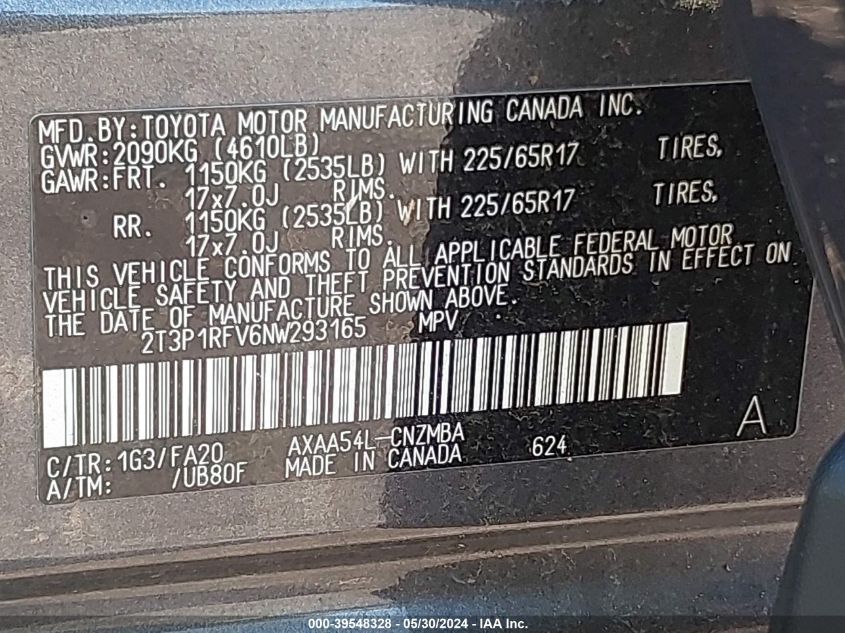 MFD.BY:TOYOTA MOTOR MANUFACTURING CANADA INC.
GVWR:2090KG (4610LB)
GAWR:FRT. 1150KG (2535LB) WITH 225/65R17 TIRES,
17x7.0J RIMS.
RR. 1150KG (2535LB) WITH 225/65R17 TIRES,
17x7.0J RIMS.
THIS VEHICLE CONFORMS TO ALL APPLICABLE FEDERAL MOTOR
VEHICLE SAFETY AND THEFT PREVENTION STANDARDS IN EFFECT ON
THE DATE OF MANUFACTURE SHOWN ABOVE.
2T3P1RFV6NW293165 MPV
A
C/TR:1G3/FA20 AXAA54L-CNZMBA 624
A/TM: /UB80F MADE IN CANADA
000-39548328 - 05/30/2024 - IAA, Inc.